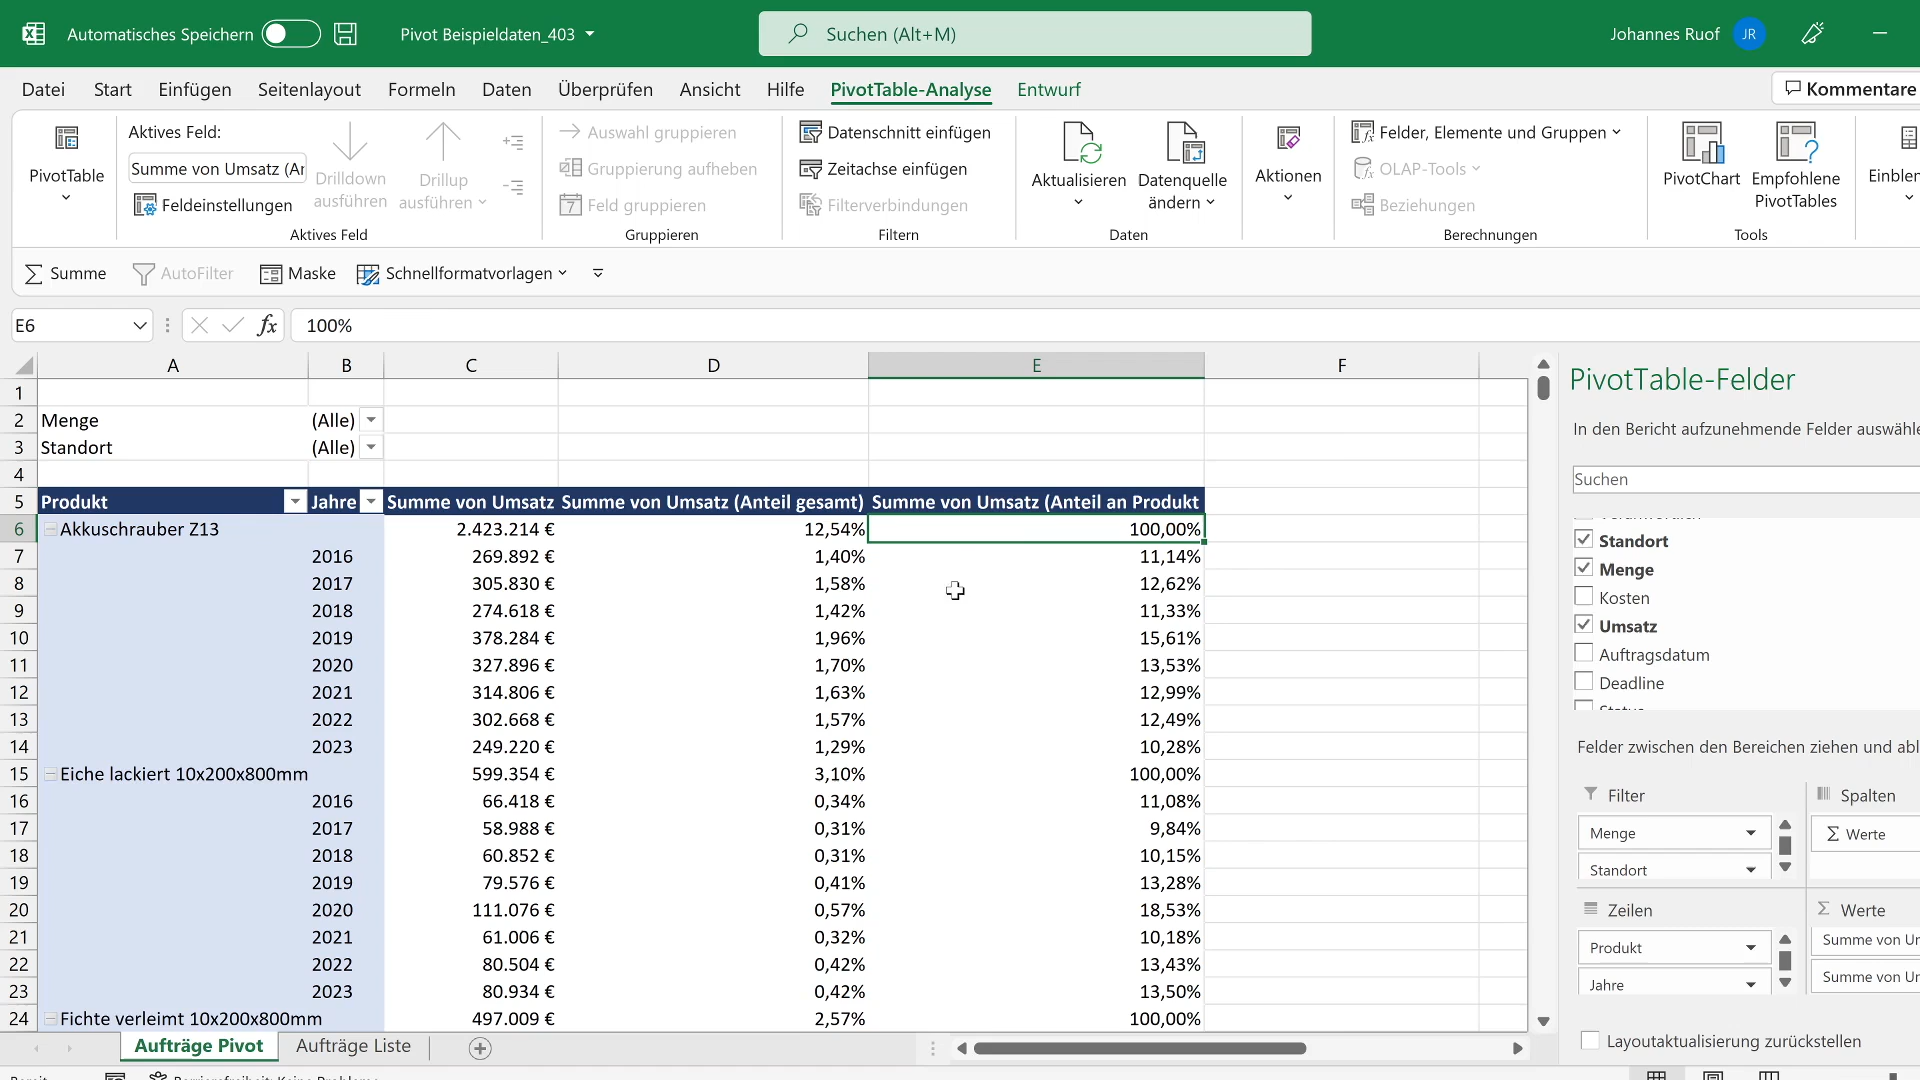 Automatisches Speichern
Pivot Beispieldaten_403
Suchen (Alt+M)
Johannes Ruof JR
Datei Start Einfügen Seitenlayout Formeln Daten Überprüfen Ansicht Hilfe PivotTable-Analyse Entwurf Kommentare
PivotTable
Aktives Feld:
Summe von Umsatz (Ar
Feldeinstellungen
Drilldown
ausführen
Drillup
ausführen
Aktives Feld
Auswahl gruppieren
Gruppierung aufheben
7 Feld gruppieren
Gruppieren
Datenschnitt einfügen
Zeitachse einfügen
Filterverbindungen
Filtern
Aktualisieren
Datenquelle
ändern
Daten
Aktionen
Felder, Elemente und Gruppen
OLAP-Tools
Beziehungen
Berechnungen
PivotChart
Empfohlene
PivotTables
Tools
Einblen
Summe AutoFilter Maske Schnellformatvorlagen
E6 fx 100%
A B C D E F
1
2 Menge (Alle)
3 Standort (Alle)
4
5 Produkt Jahre Summe von Umsatz Summe von Umsatz (Anteil gesamt) Summe von Umsatz (Anteil an Produkt
6 Akkuschrauber Z13 2.423.214 € 12,54% 100,00%
7 2016 269.892 € 1,40% 11,14%
8 2017 305.830 € 1,58% 12,62%
9 2018 274.618 € 1,42% 11,33%
10 2019 378.284 € 1,96% 15,61%
11 2020 327.896 € 1,70% 13,53%
12 2021 314.806 € 1,63% 12,99%
13 2022 302.668 € 1,57% 12,49%
14 2023 249.220 € 1,29% 10,28%
15 Eiche lackiert 10x200x800mm 599.354 € 3,10% 100,00%
16 2016 66.418 € 0,34% 11,08%
17 2017 58.988 € 0,31% 9,84%
18 2018 60.852 € 0,31% 10,15%
19 2019 79.576 € 0,41% 13,28%
20 2020 111.076 € 0,57% 18,53%
21 2021 61.006 € 0,32% 10,18%
22 2022 80.504 € 0,42% 13,43%
23 2023 80.934 € 0,42% 13,50%
24 Fichte verleimt 10x200x800mm 497.009 € 2,57% 100,00%
Aufträge Pivot Aufträge Liste
PivotTable-Felder
In den Bericht aufzunehmende Felder auswähle
Suchen
Standort
Menge
Kosten
Umsatz
Auftragsdatum
Deadline
Felder zwischen den Bereichen ziehen und abl
Filter
Menge
Standort
Spalten
Σ Werte
Zeilen
Produkt
Jahre
Σ Werte
Summe von Ur
Summe von Ur
Layoutaktualisierung zurückstellen